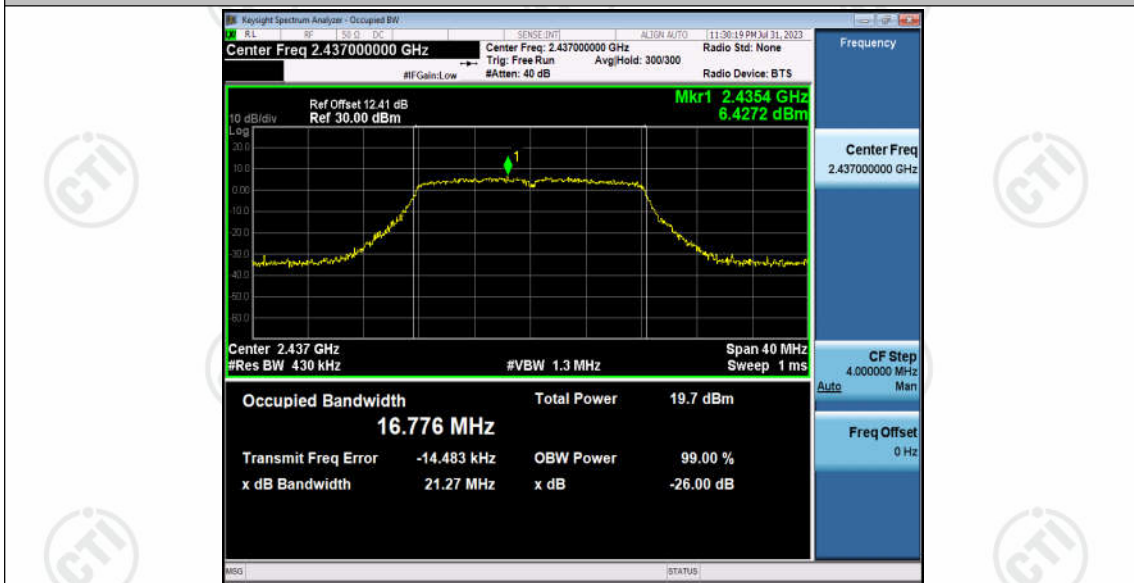 Keysight Spectrum Analyzer - Occupied BW
RL RF 50 Ω DC SENSE:INT ALIGN AUTO 11:30:19 PM Jul 31, 2023
Center Freq 2.437000000 GHz
Center Freq: 2.437000000 GHz
Radio Std: None
Trig: Free Run Avg|Hold: 300/300
#IFGain:Low
#Atten: 40 dB
Radio Device: BTS
Frequency
Mkr1 2.4354 GHz
6.4272 dBm
Ref Offset 12.41 dB
10 dB/div Ref 30.00 dBm
Log
20.0
10.0
0.00
-10.0
-20.0
-30.0
-40.0
-50.0
-60.0
1
Center 2.437 GHz Span 40 MHz
#Res BW 430 kHz #VBW 1.3 MHz Sweep 1 ms
Occupied Bandwidth Total Power 19.7 dBm
16.776 MHz
Transmit Freq Error -14.483 kHz OBW Power 99.00 %
x dB Bandwidth 21.27 MHz x dB -26.00 dB
Center Freq
2.437000000 GHz
CF Step
4.000000 MHz
Auto Man
Freq Offset
0 Hz
MSG STATUS
CTI
CTI
CTI
CTI